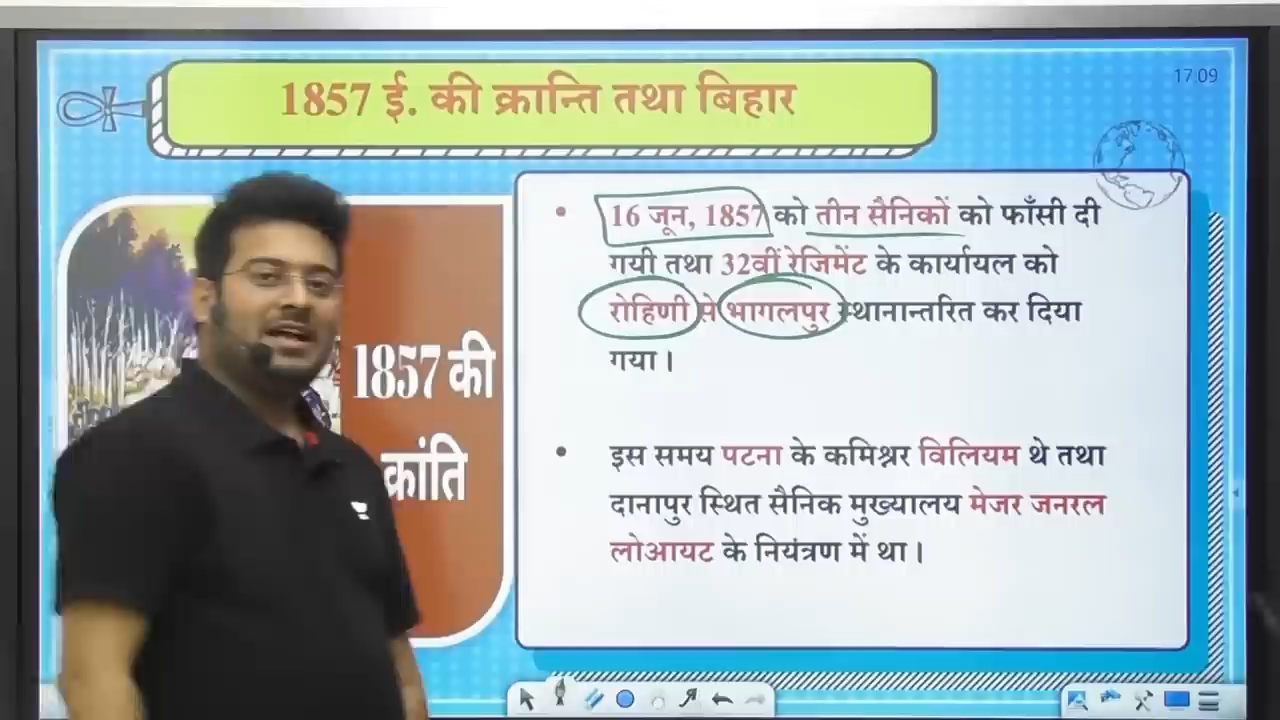 1857 ई. की क्रान्ति तथा बिहार
17 09
16 जून, 1857 को तीन सैनिकों को फाँसी दी
गयी तथा 32वीं रेजिमेंट के कार्यायल को
रोहिणी से भागलपुर स्थानान्तरित कर दिया
गया।
1857 की
क्रांति
इस समय पटना के कमिश्नर विलियम थे तथा
दानापुर स्थित सैनिक मुख्यालय मेजर जनरल
लोआयट के नियंत्रण में था।